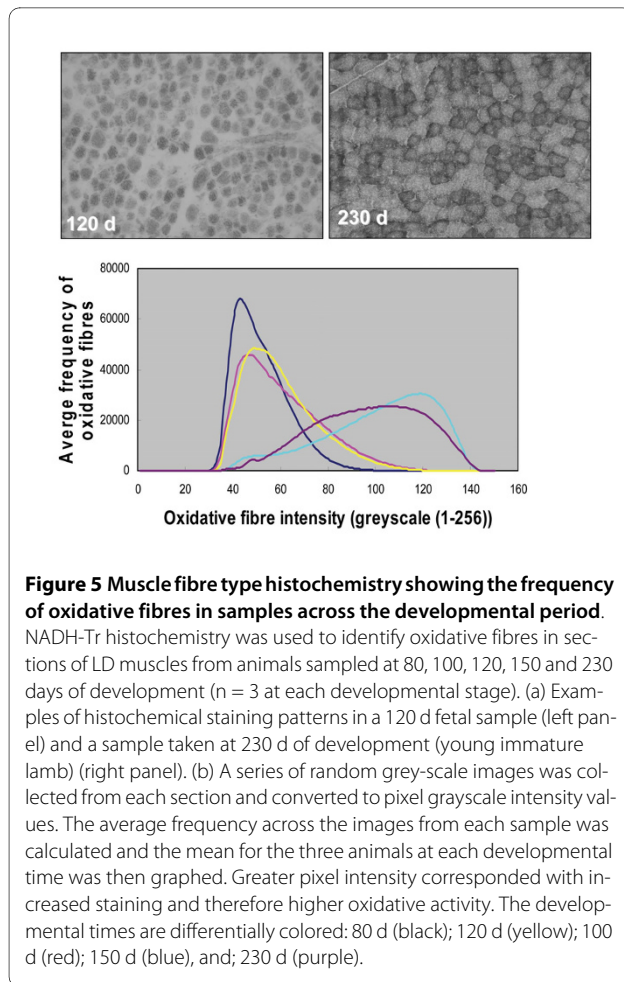 120 d
230 d
Averge frequency of
oxidative fibres
80000
60000
40000
20000
0
0 20 40 60 80 100 120 140 160
Oxidative fibre intensity (greyscale (1-256))
Figure 5 Muscle fibre type histochemistry showing the frequency
of oxidative fibres in samples across the developmental period.
NADH-Tr histochemistry was used to identify oxidative fibres in sec-
tions of LD muscles from animals sampled at 80, 100, 120, 150 and 230
days of development (n = 3 at each developmental stage). (a) Exam-
ples of histochemical staining patterns in a 120 d fetal sample (left pan-
el) and a sample taken at 230 d of development (young immature
lamb) (right panel). (b) A series of random grey-scale images was col-
lected from each section and converted to pixel grayscale intensity val-
ues. The average frequency across the images from each sample was
calculated and the mean for the three animals at each developmental
time was then graphed. Greater pixel intensity corresponded with in-
creased staining and therefore higher oxidative activity. The develop-
mental times are differentially colored: 80 d (black); 120 d (yellow); 100
d (red); 150 d (blue), and; 230 d (purple).